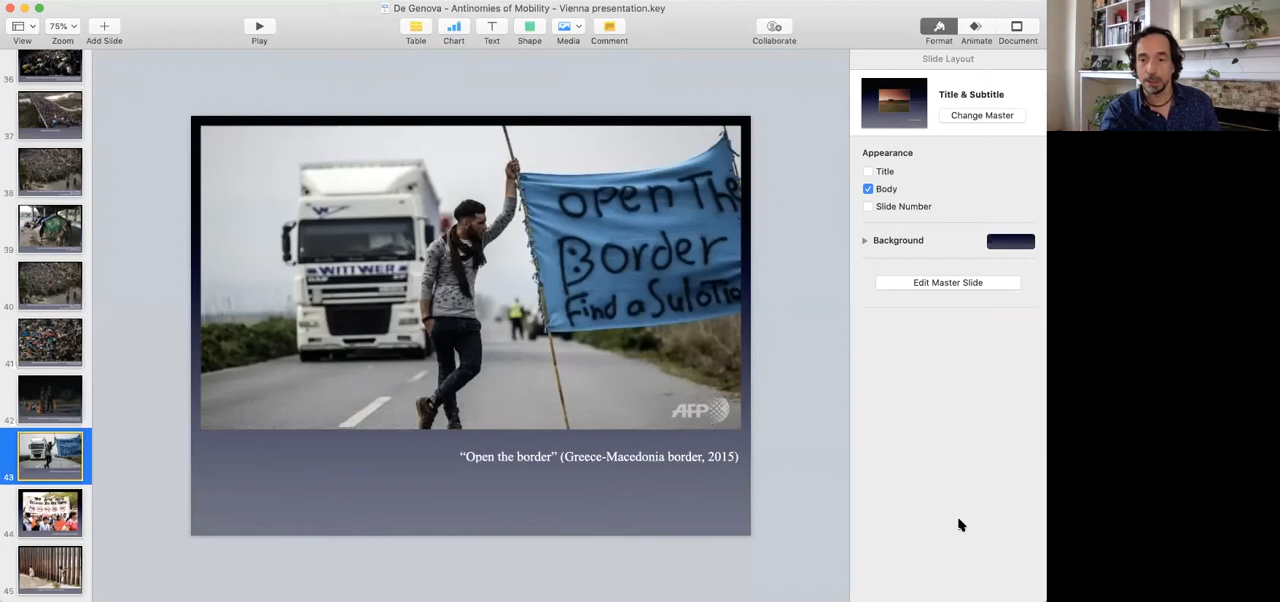 De Genova - Antinomies of Mobility - Vienna presentation.key
View
75%
Zoom
Add Slide
Play
Table
Chart
Text
Shape
Media
Comment
Collaborate
Format
Animate
Document
Slide Layout
Title & Subtitle
Change Master
Appearance
Title
Body
Slide Number
Background
Edit Master Slide
36
37
38
39
40
41
42
43
44
45
open The
Border
find a Sulotio
WITTWER
AFP
“Open the border” (Greece-Macedonia border, 2015)